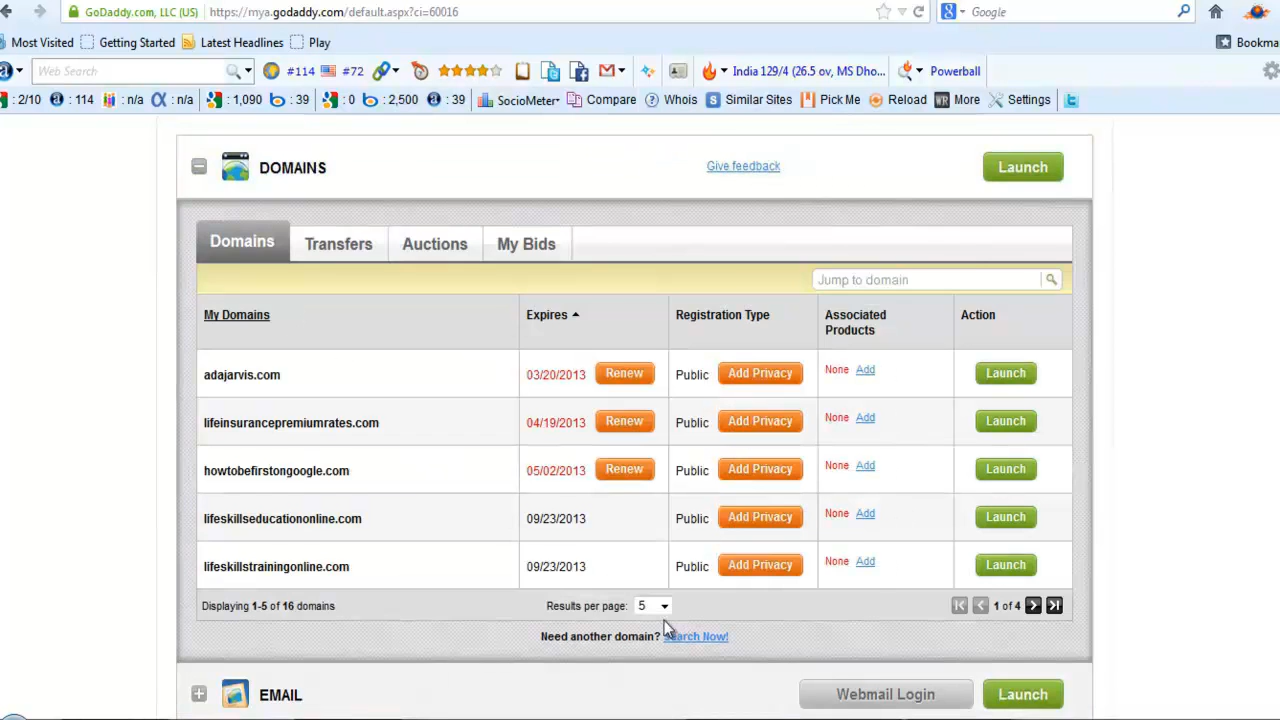 GoDaddy.com, LLC (US) https://mya.godaddy.com/default.aspx?ci=60016 Google
Most Visited Getting Started Latest Headlines Play Bookma
Web Search #114 #72 India 129/4 (26.5 ov, MS Dho... Powerball
: 2/10 : 114 : n/a : n/a : 1,090 : 39 : 0 : 2,500 : 39 SocioMeter Compare Whois Similar Sites Pick Me Reload More Settings
DOMAINS Give feedback Launch
Domains Transfers Auctions My Bids
Jump to domain
My Domains Expires Registration Type Associated Products Action
adajarvis.com 03/20/2013 Renew Public Add Privacy None Add Launch
lifeinsurancepremiumrates.com 04/19/2013 Renew Public Add Privacy None Add Launch
howtobefirstongoogle.com 05/02/2013 Renew Public Add Privacy None Add Launch
lifeskillseducationonline.com 09/23/2013 Public Add Privacy None Add Launch
lifeskillstrainingonline.com 09/23/2013 Public Add Privacy None Add Launch
Displaying 1-5 of 16 domains Results per page: 5 1 of 4
Need another domain? Search Now!
EMAIL Webmail Login Launch